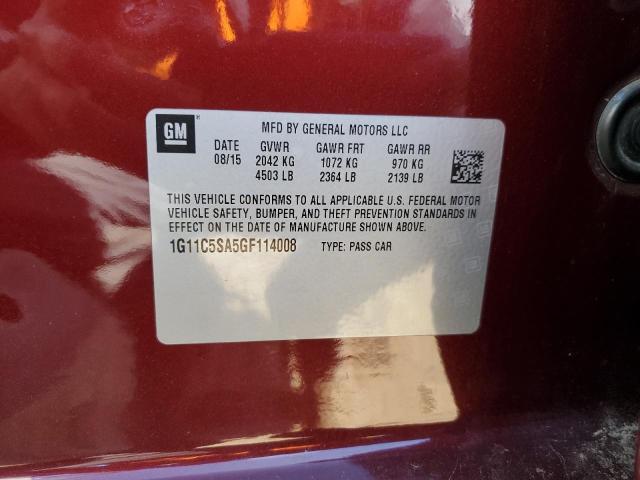 GM
MFD BY GENERAL MOTORS LLC
DATE GVWR GAWR FRT GAWR RR
08/15 2042 KG 1072 KG 970 KG
4503 LB 2364 LB 2139 LB
THIS VEHICLE CONFORMS TO ALL APPLICABLE U.S. FEDERAL MOTOR
VEHICLE SAFETY, BUMPER, AND THEFT PREVENTION STANDARDS IN
EFFECT ON THE DATE OF MANUFACTURE SHOWN ABOVE.
1G11C5SA5GF114008 TYPE: PASS CAR